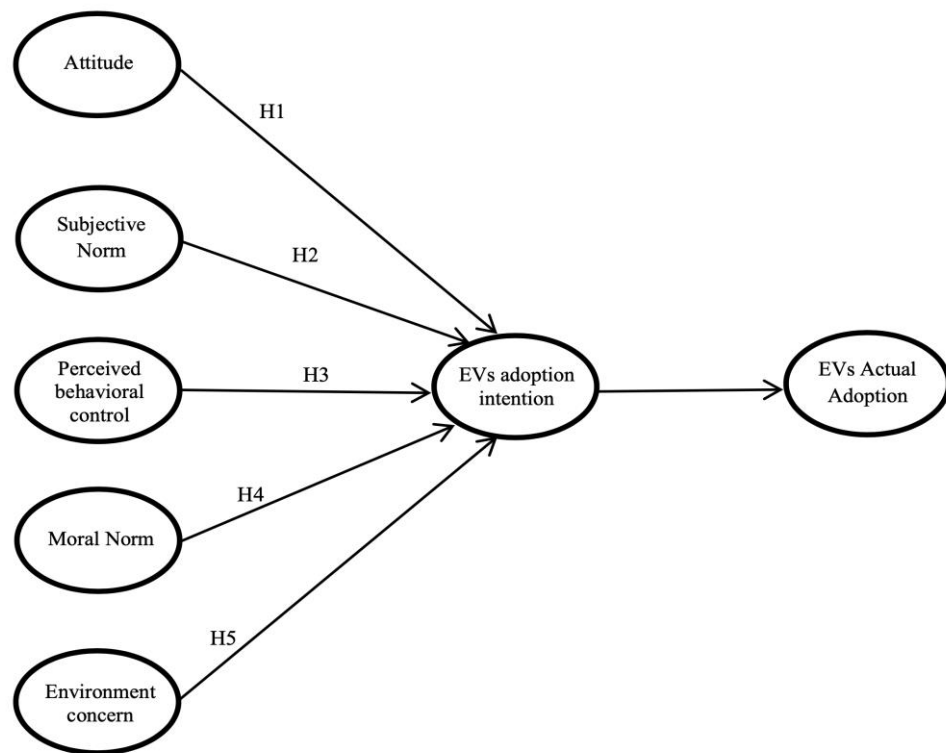 Attitude
H1
Subjective
Norm
H2
Perceived
behavioral
control
H3
EVs adoption
intention
EVs Actual
Adoption
Moral Norm
H4
H5
Environment
concern